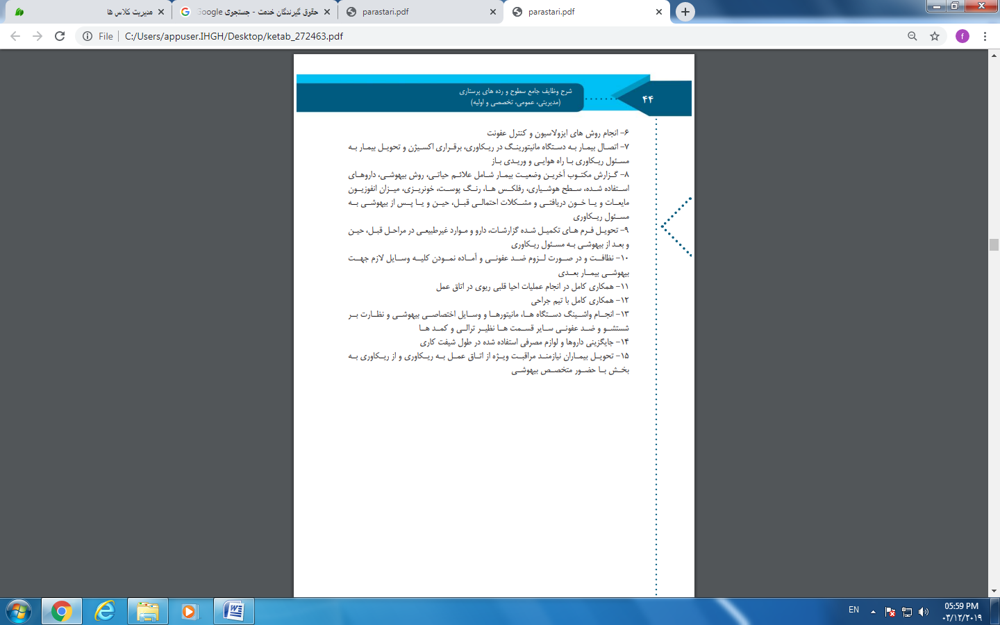 مدیریت کلاس ها
حقوق گیرندگان خدمت - جستجوی Google
parastari.pdf
parastari.pdf
File
C:/Users/appuser.IHGH/Desktop/ketab_272463.pdf
f
شرح وظایف جامع سطوح و رده های پرستاری
(مدیریتی، عمومی، تخصصی و اولیه)
۴۴
۶- انجام روش های ایزولاسیون و کنترل عفونت
۷- اتصال بیمار به دستگاه مانیتورینگ در ریکاوری، برقراری اکسیژن و تحویل بیمار به
مسئول ریکاوری با راه هوایی و وریدی باز
۸- گزارش مکتوب آخرین وضعیت بیمار شامل علائم حیاتی، روش بیهوشی، داروهای
استفاده شده، سطح هوشیاری، رفلکس ها، رنگ پوست، خونریزی، میزان انفوزیون
مایعات و یا خون دریافتی و مشکلات احتمالی قبل، حین و یا پس از بیهوشی به
مسئول ریکاوری
۹- تحویل فرم های تکمیل شده گزارشات، دارو و موارد غیرطبیعی در مراحل قبل، حین
و بعد از بیهوشی به مسئول ریکاوری
۱۰- نظافت و در صورت لزوم ضد عفونی و آماده نمودن کلیه وسایل لازم جهت
بیهوشی بیمار بعدی
۱۱- همکاری کامل در انجام عملیات احیا قلبی ریوی در اتاق عمل
۱۲- همکاری کامل با تیم جراحی
۱۳- انجام واشینگ دستگاه ها، مانیتورها و وسایل اختصاصی بیهوشی و نظارت بر
شستشو و ضد عفونی سایر قسمت ها نظیر ترالی و کمد ها
۱۴- جایگزینی داروها و لوازم مصرفی استفاده شده در طول شیفت کاری
۱۵- تحویل بیماران نیازمند مراقبت ویژه از اتاق عمل به ریکاوری و از ریکاوری به
بخش با حضور متخصص بیهوشی
EN
05:59 PM
۰۳/۱۲/۲۰۱۹